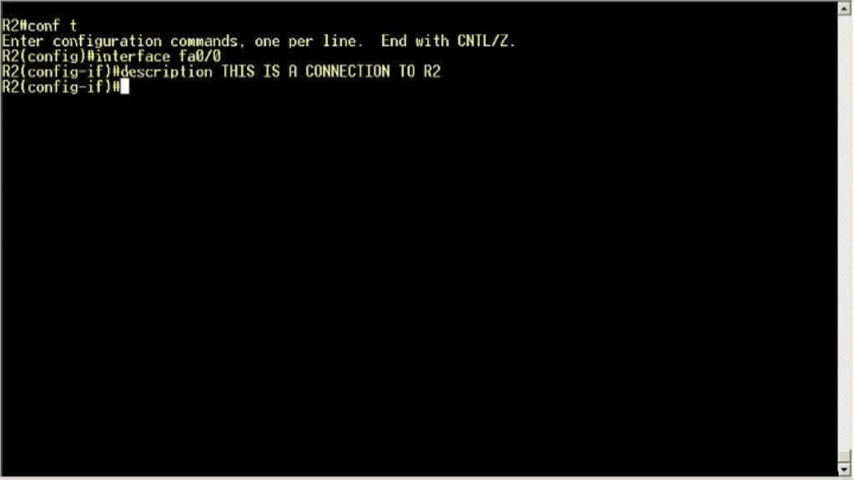 R2#conf t
Enter configuration commands, one per line.  End with CNTL/Z.
R2(config)#interface fa0/0
R2(config-if)#description THIS IS A CONNECTION TO R2
R2(config-if)#